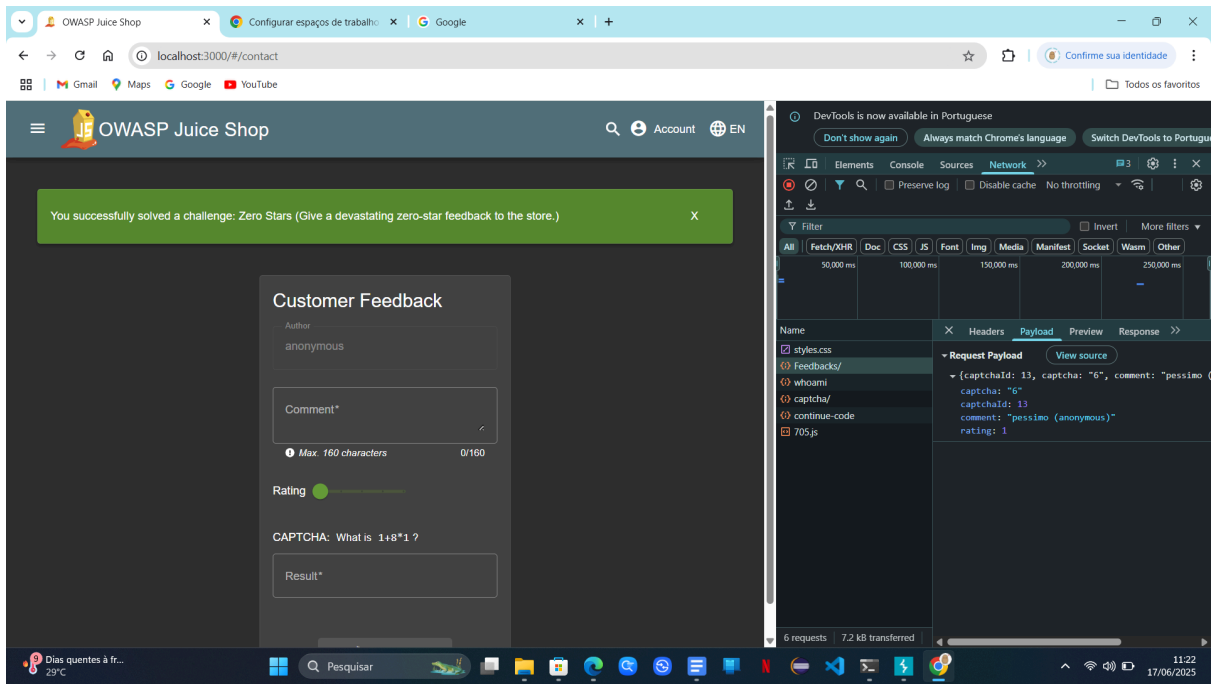 OWASP Juice Shop
Configurar espaços de trabalho
Google
localhost:3000/#/contact
Confirme sua identidade
Gmail
Maps
Google
YouTube
Todos os favoritos
OWASP Juice Shop
Account
EN
You successfully solved a challenge: Zero Stars (Give a devastating zero-star feedback to the store.)
X
Customer Feedback
Author
anonymous
Comment*
Max. 160 characters
0/160
Rating
CAPTCHA: What is 1+8*1 ?
Result*
DevTools is now available in Portuguese
Don't show again
Always match Chrome's language
Switch DevTools to Portugu
Elements
Console
Sources
Network
3
Preserve log
Disable cache
No throttling
Filter
Invert
More filters
All
Fetch/XHR
Doc
CSS
JS
Font
Img
Media
Manifest
Socket
Wasm
Other
50,000 ms
100,000 ms
150,000 ms
200,000 ms
250,000 ms
Name
Headers
Payload
Preview
Response
styles.css
Feedbacks/
whoami
captcha/
continue-code
705.js
Request Payload
View source
{captchaId: 13, captcha: "6", comment: "pessimo (
captcha: "6"
captchaId: 13
comment: "pessimo (anonymous)"
rating: 1
6 requests
7.2 kB transferred
9
Dias quentes à fr...
29°C
Pesquisar
11:22
17/06/2025